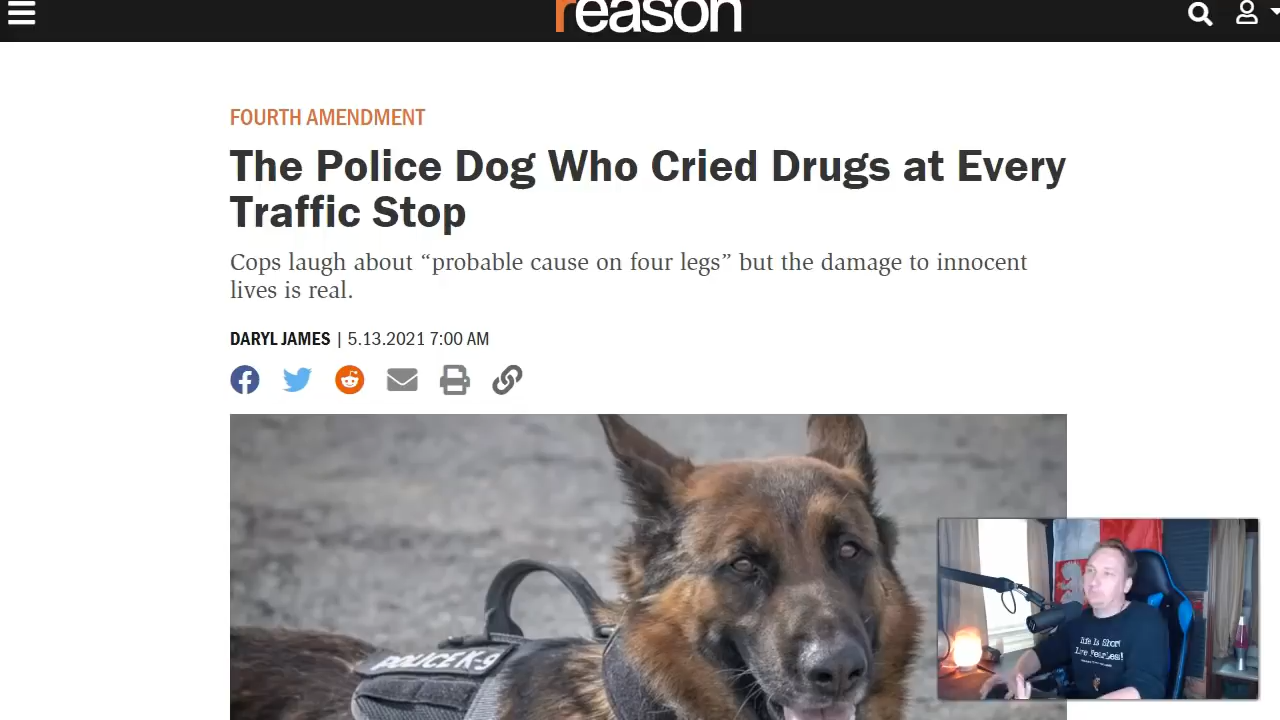 reason
FOURTH AMENDMENT
The Police Dog Who Cried Drugs at Every
Traffic Stop
Cops laugh about “probable cause on four legs” but the damage to innocent
lives is real.
DARYL JAMES | 5.13.2021 7:00 AM
POLICE K-9
Life Is Short
Live Fearless!